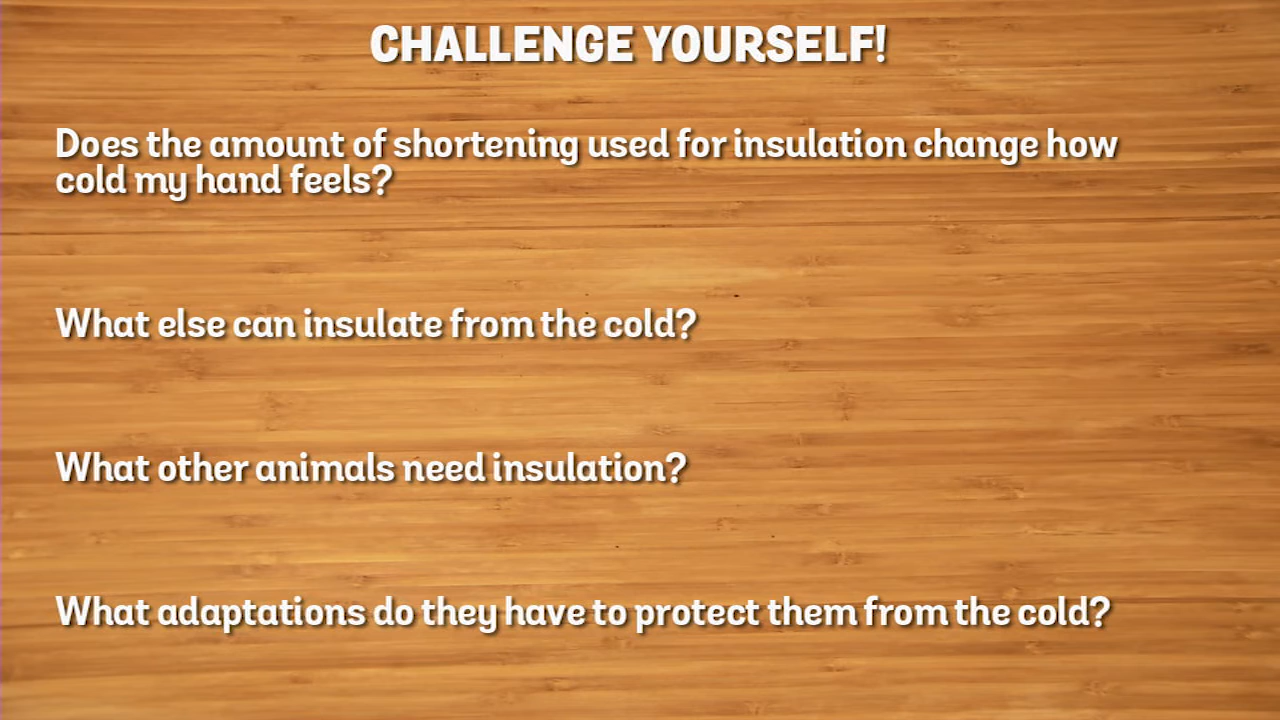 CHALLENGE YOURSELF!
Does the amount of shortening used for insulation change how
cold my hand feels?
What else can insulate from the cold?
What other animals need insulation?
What adaptations do they have to protect them from the cold?